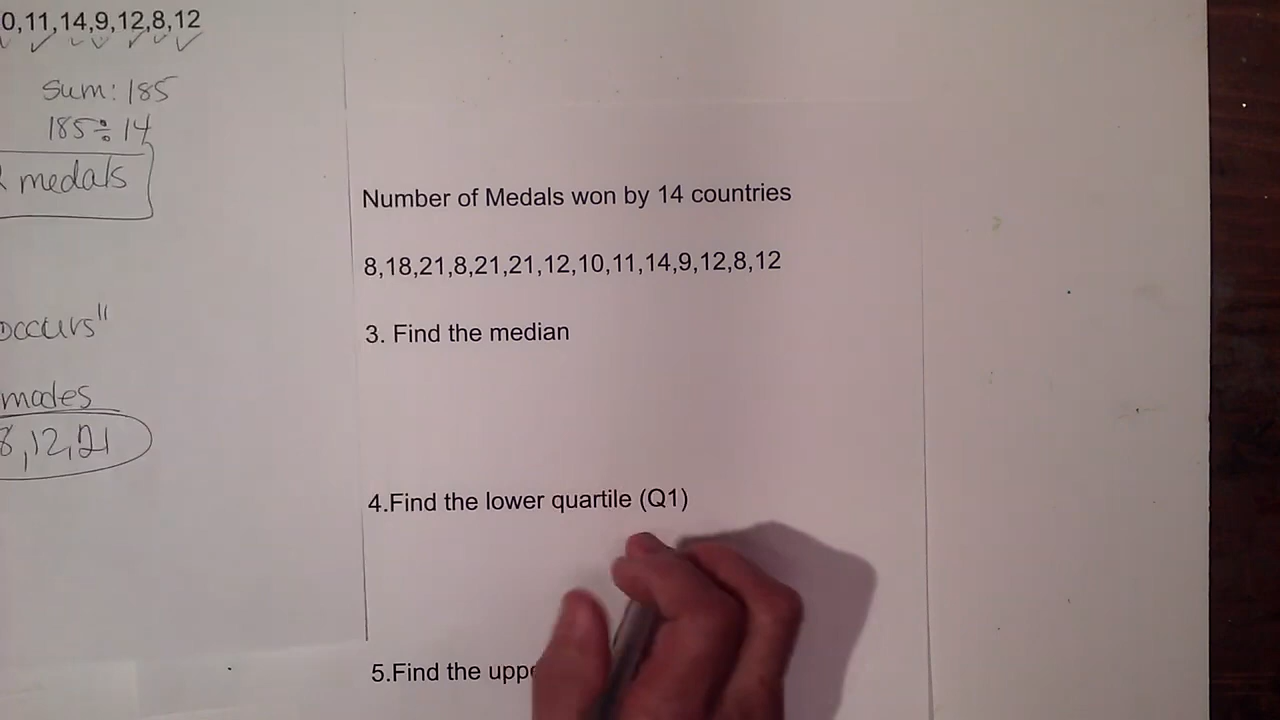 0,11,14,9,12,8,12
Sum: 185
185÷14
medals
occurs"
modes
8,12,21
Number of Medals won by 14 countries
8,18,21,8,21,21,12,10,11,14,9,12,8,12
3. Find the median
4.Find the lower quartile (Q1)
5.Find the